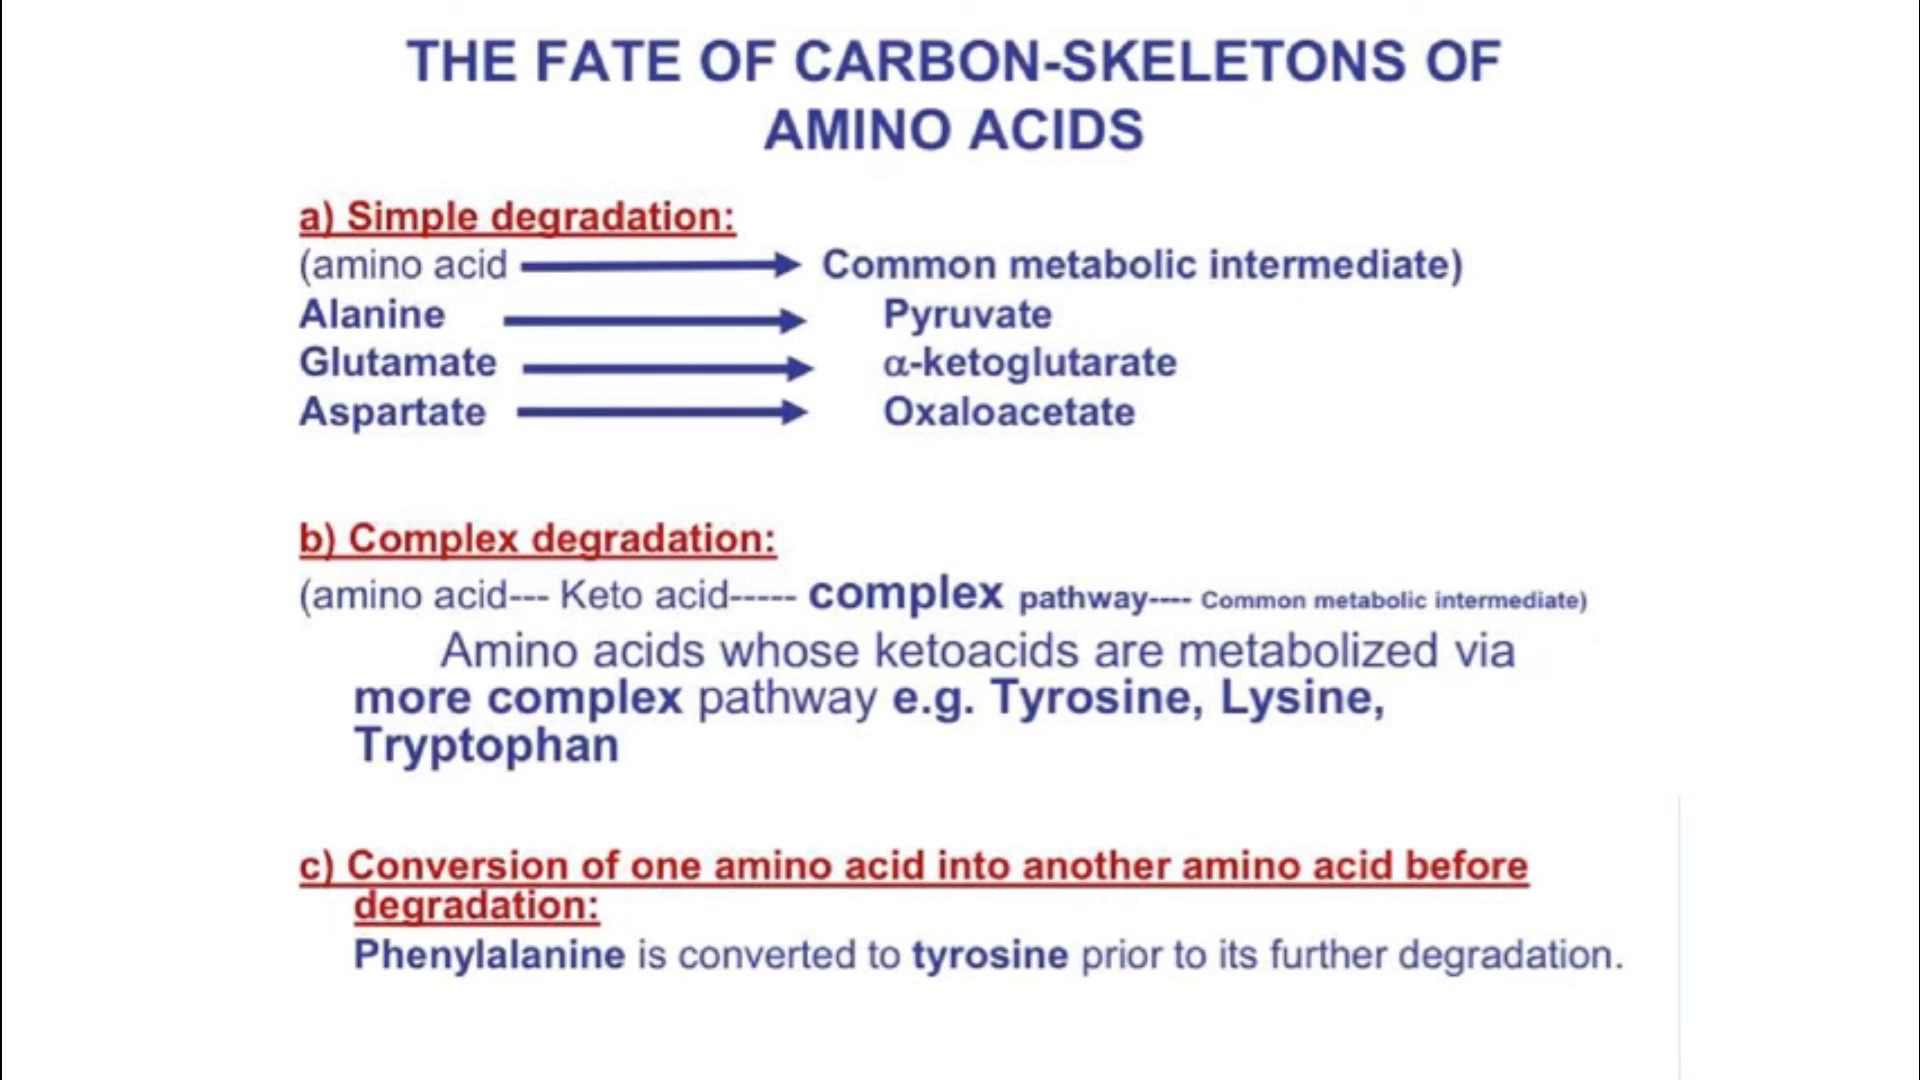 THE FATE OF CARBON-SKELETONS OF
AMINO ACIDS
a) Simple degradation:
(amino acid Common metabolic intermediate)
Alanine Pyruvate
Glutamate α-ketoglutarate
Aspartate Oxaloacetate
b) Complex degradation:
(amino acid--- Keto acid----- complex pathway---- Common metabolic intermediate)
Amino acids whose ketoacids are metabolized via
more complex pathway e.g. Tyrosine, Lysine,
Tryptophan
c) Conversion of one amino acid into another amino acid before
degradation:
Phenylalanine is converted to tyrosine prior to its further degradation.